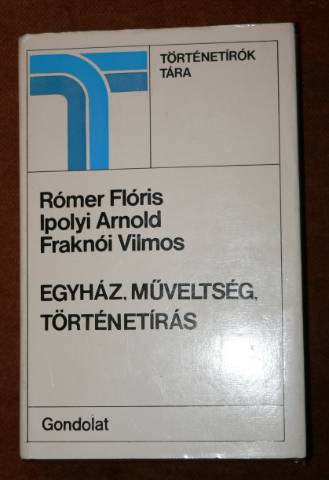 TÖRTÉNETÍRÓK
TÁRA
Rómer Flóris
Ipolyi Arnold
Fraknói Vilmos
EGYHÁZ, MŰVELTSÉG,
TÖRTÉNETÍRÁS
Gondolat